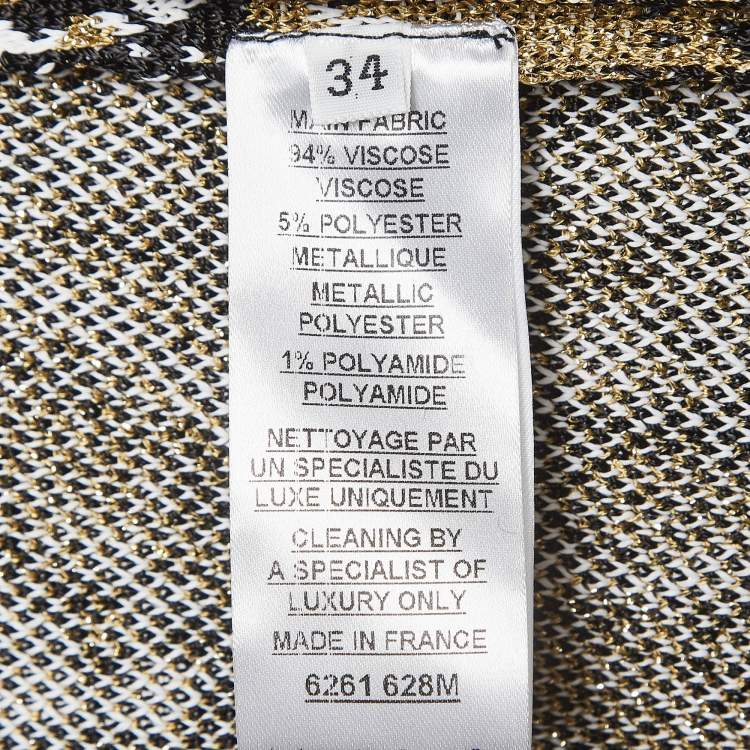 34
MAIN FABRIC
94% VISCOSE
VISCOSE
5% POLYESTER
METALLIQUE
METALLIC
POLYESTER
1% POLYAMIDE
POLYAMIDE
NETTOYAGE PAR
UN SPECIALISTE DU
LUXE UNIQUEMENT
CLEANING BY
A SPECIALIST OF
LUXURY ONLY
MADE IN FRANCE
6261 628M